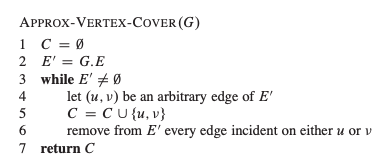 APPROX-VERTEX-COVER(G)
1 C = ∅
2 E′ = G.E
3 while E′ ≠ ∅
4 let (u, v) be an arbitrary edge of E′
5 C = C ∪ {u, v}
6 remove from E′ every edge incident on either u or v
7 return C